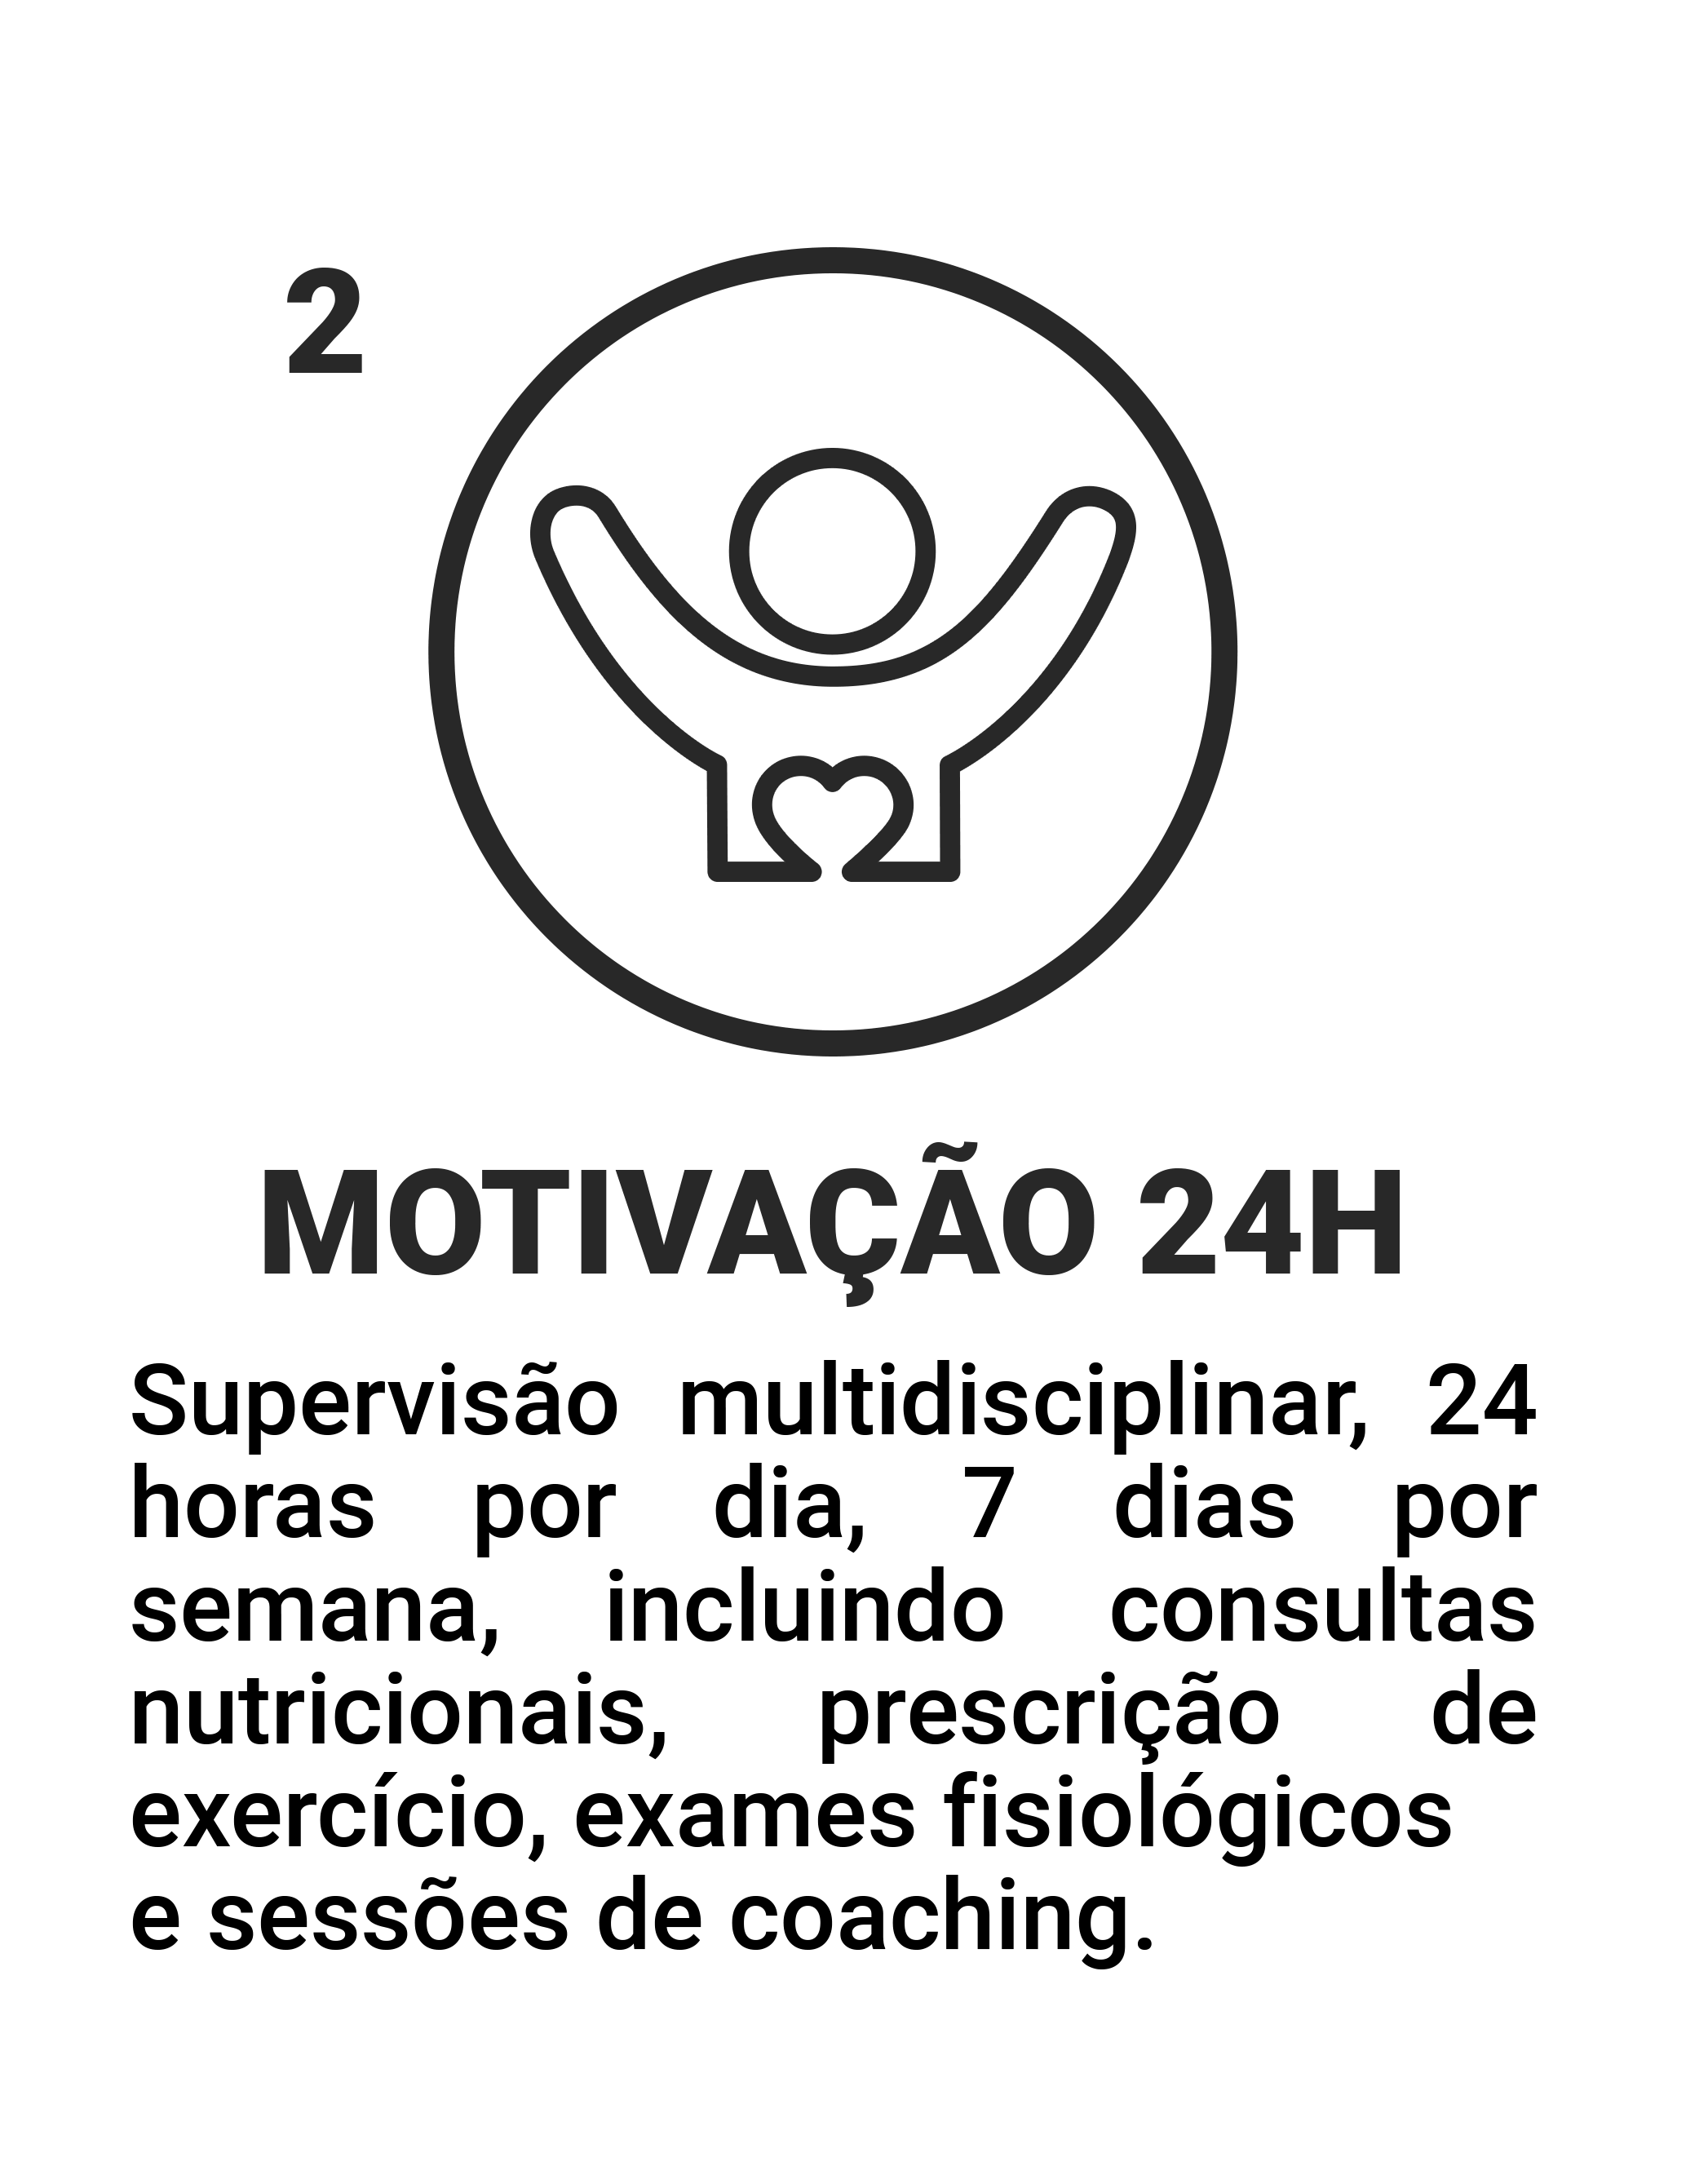 2
MOTIVAÇÃO 24H
Supervisão multidisciplinar, 24
horas por dia, 7 dias por
semana, incluindo consultas
nutricionais, prescrição de
exercício, exames fisiológicos
e sessões de coaching.